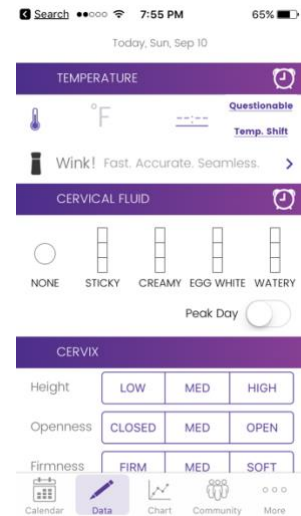 Search 7:55 PM 65%
Today, Sun, Sep 10
TEMPERATURE
°F --:-- Questionable
Temp. Shift
Wink! Fast. Accurate. Seamless. >
CERVICAL FLUID
NONE STICKY CREAMY EGG WHITE WATERY
Peak Day
CERVIX
Height LOW MED HIGH
Openness CLOSED MED OPEN
Firmness FIRM MED SOFT
Calendar Data Chart Community More